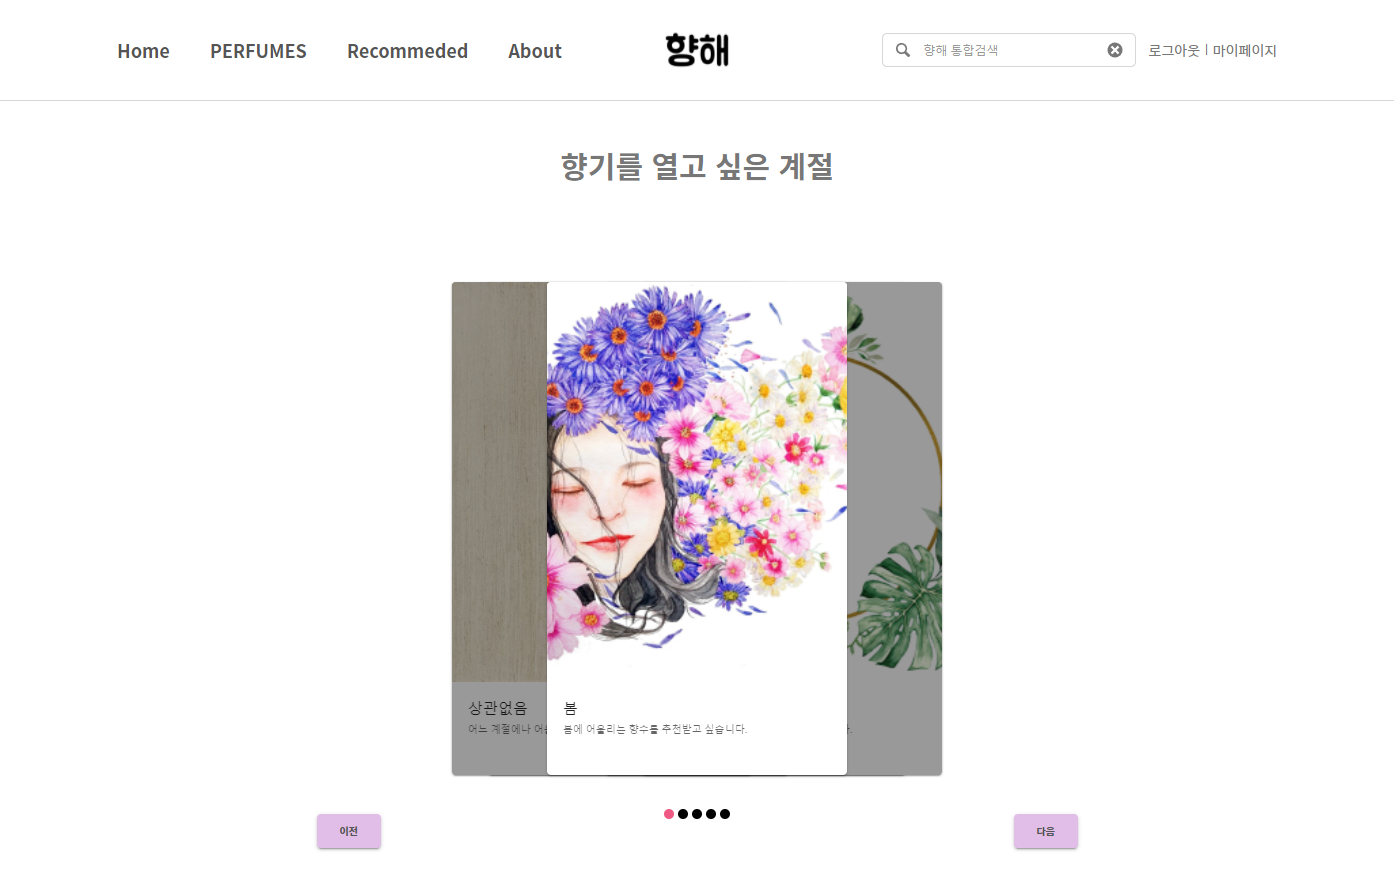 Home PERFUMES Recommeded About 향해 향해 통합검색 로그아웃 | 마이페이지
향기를 열고 싶은 계절
상관없음
어느 계절에나
봄
봄에 어울리는 향수를 추천받고 싶습니다.
이전
다음